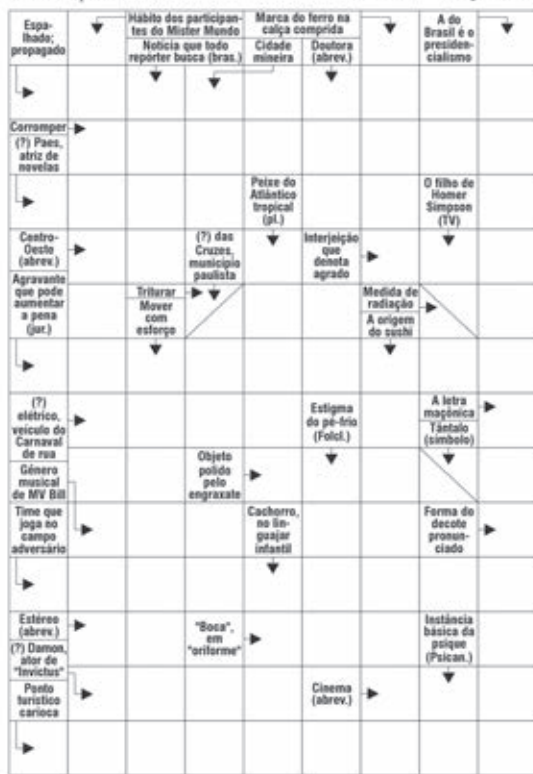 Espa-
lhado;
propagado
Hábito dos participan-
tes do Mister Mundo
Notícia que todo
repórter busca (bras.)
Marca do ferro na
calça comprida
Cidade
mineira
Doutora
(abrev.)
A do
Brasil é o
presiden-
cialismo
Corromper
(?) Paes,
atriz de
novelas
Peixe do
Atlântico
tropical
(pl.)
O filho de
Homer
Simpson
(TV)
Centro-
Oeste
(abrev.)
(?) das
Cruzes,
município
paulista
Interjeição
que
denota
agrado
Agravante
que pode
aumentar
a pena
(jur.)
Triturar
Mover
com
esforço
Medida de
radiação
A origem
do sushi
(?)
elétrico,
veículo do
Carnaval
de rua
Estigma
do pé-frio
(Folcl.)
A letra
maçônica
Tântalo
(símbolo)
Gênero
musical
de MV Bill
Objeto
polido
pelo
engraxate
Time que
joga no
campo
adversário
Cachorro,
no lin-
guajar
infantil
Forma do
decote
pronun-
ciado
Estéreo
(abrev.)
"Boca",
em
"oriforme"
Instância
básica da
psique
(Psican.)
(?) Damon,
ator de
"Invictus"
Ponto
turístico
carioca
Cinema
(abrev.)